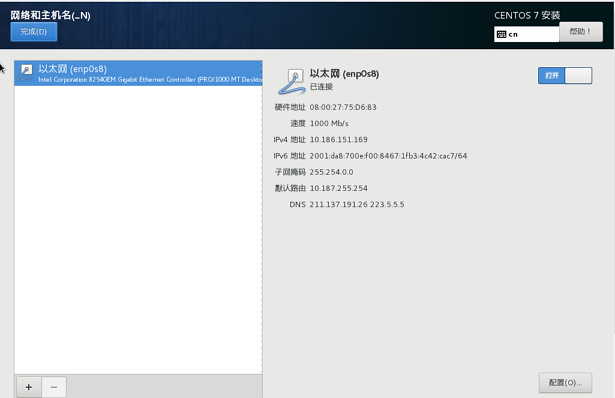 网络和主机名(_N)
CENTOS 7 安装
完成(D)
cn
帮助!
以太网 (enp0s8)
Intel Corporation 82540EM Gigabit Ethernet Controller (PRO/1000 MT Deskto
以太网 (enp0s8)
已连接
打开
硬件地址 08:00:27:75:D6:83
速度 1000 Mb/s
IPv4 地址 10.186.151.169
IPv6 地址 2001:da8:700e:f00:8467:1fb3:4c42:cac7/64
子网掩码 255.254.0.0
默认路由 10.187.255.254
DNS 211.137.191.26 223.5.5.5
+ −
配置(O)...